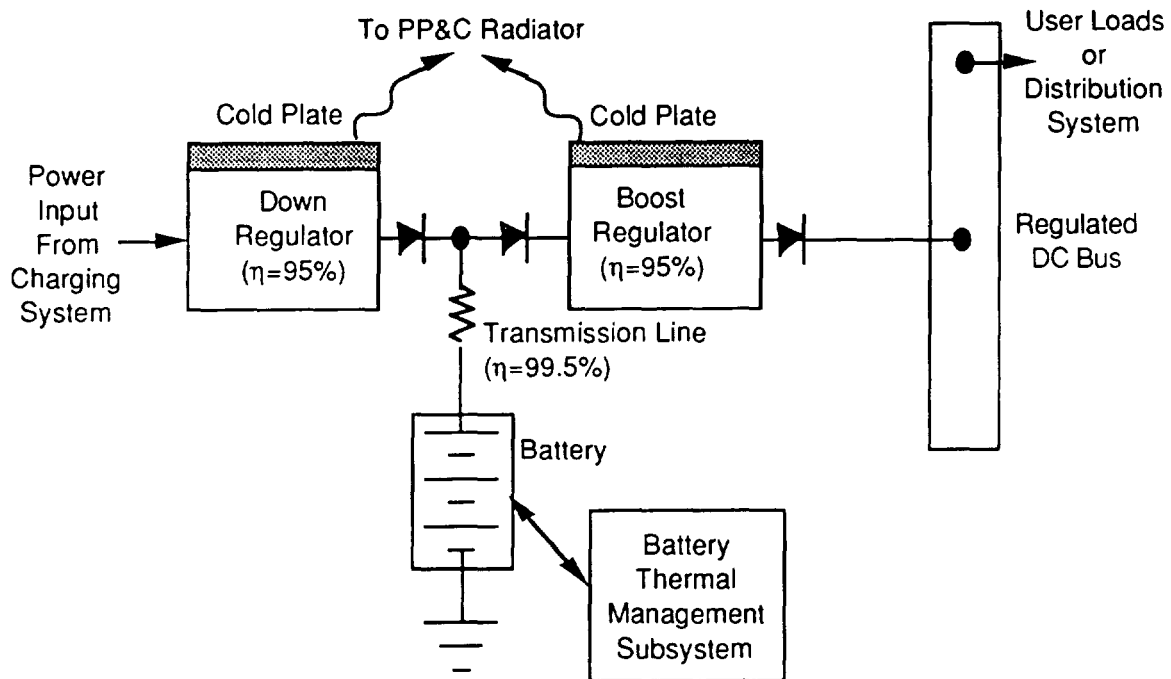 To PP&C Radiator
User Loads
or
Distribution
System
Cold Plate
Cold Plate
Power
Input
From
Charging
System
Down
Regulator
(η=95%)
Boost
Regulator
(η=95%)
Regulated
DC Bus
Transmission Line
(η=99.5%)
Battery
Battery
Thermal
Management
Subsystem